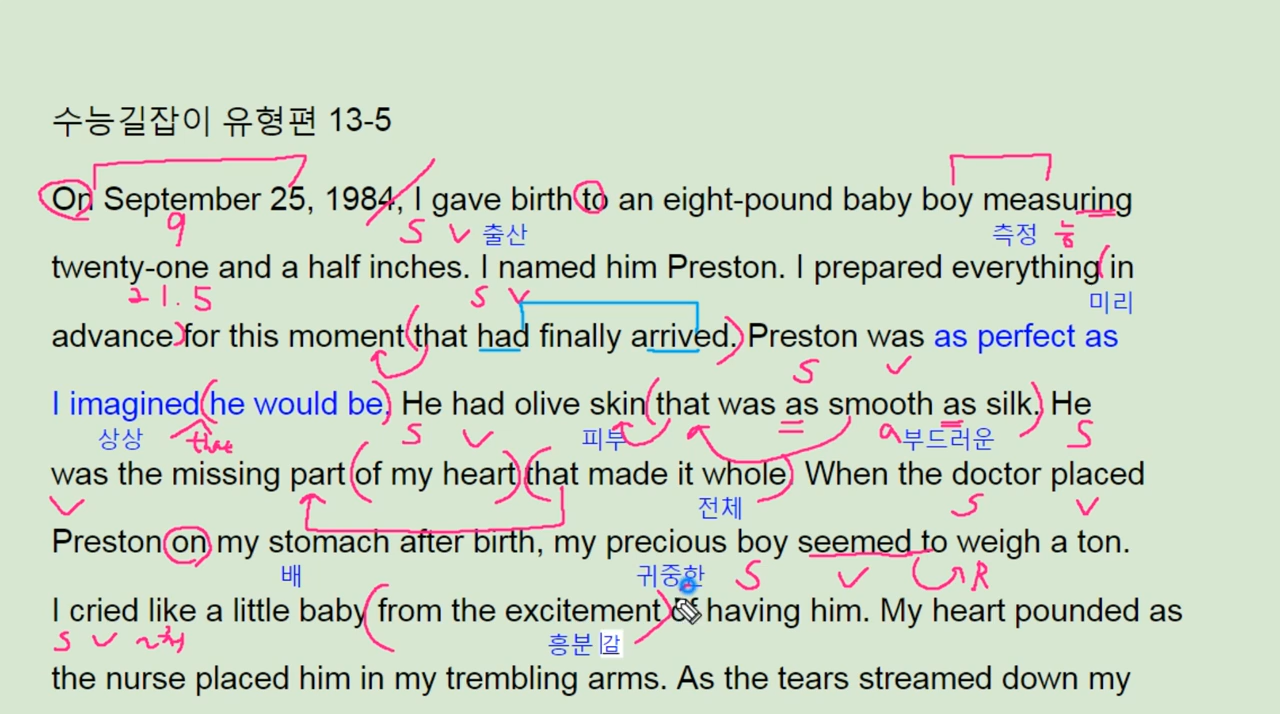 수능길잡이 유형편 13-5
On September 25, 1984, I gave birth to an eight-pound baby boy measuring
9 S V 출산 측정 능
twenty-one and a half inches. I named him Preston. I prepared everything in
21.5 S V 미리
advance for this moment that had finally arrived. Preston was as perfect as
S V
I imagined he would be. He had olive skin that was as smooth as silk. He
상상 S V 피부 a 부드러운 S
was the missing part of my heart that made it whole. When the doctor placed
V 전체 S V
Preston on my stomach after birth, my precious boy seemed to weigh a ton.
배 귀중한 S V R
I cried like a little baby from the excitement of having him. My heart pounded as
S V ~처 흥분 감
the nurse placed him in my trembling arms. As the tears streamed down my